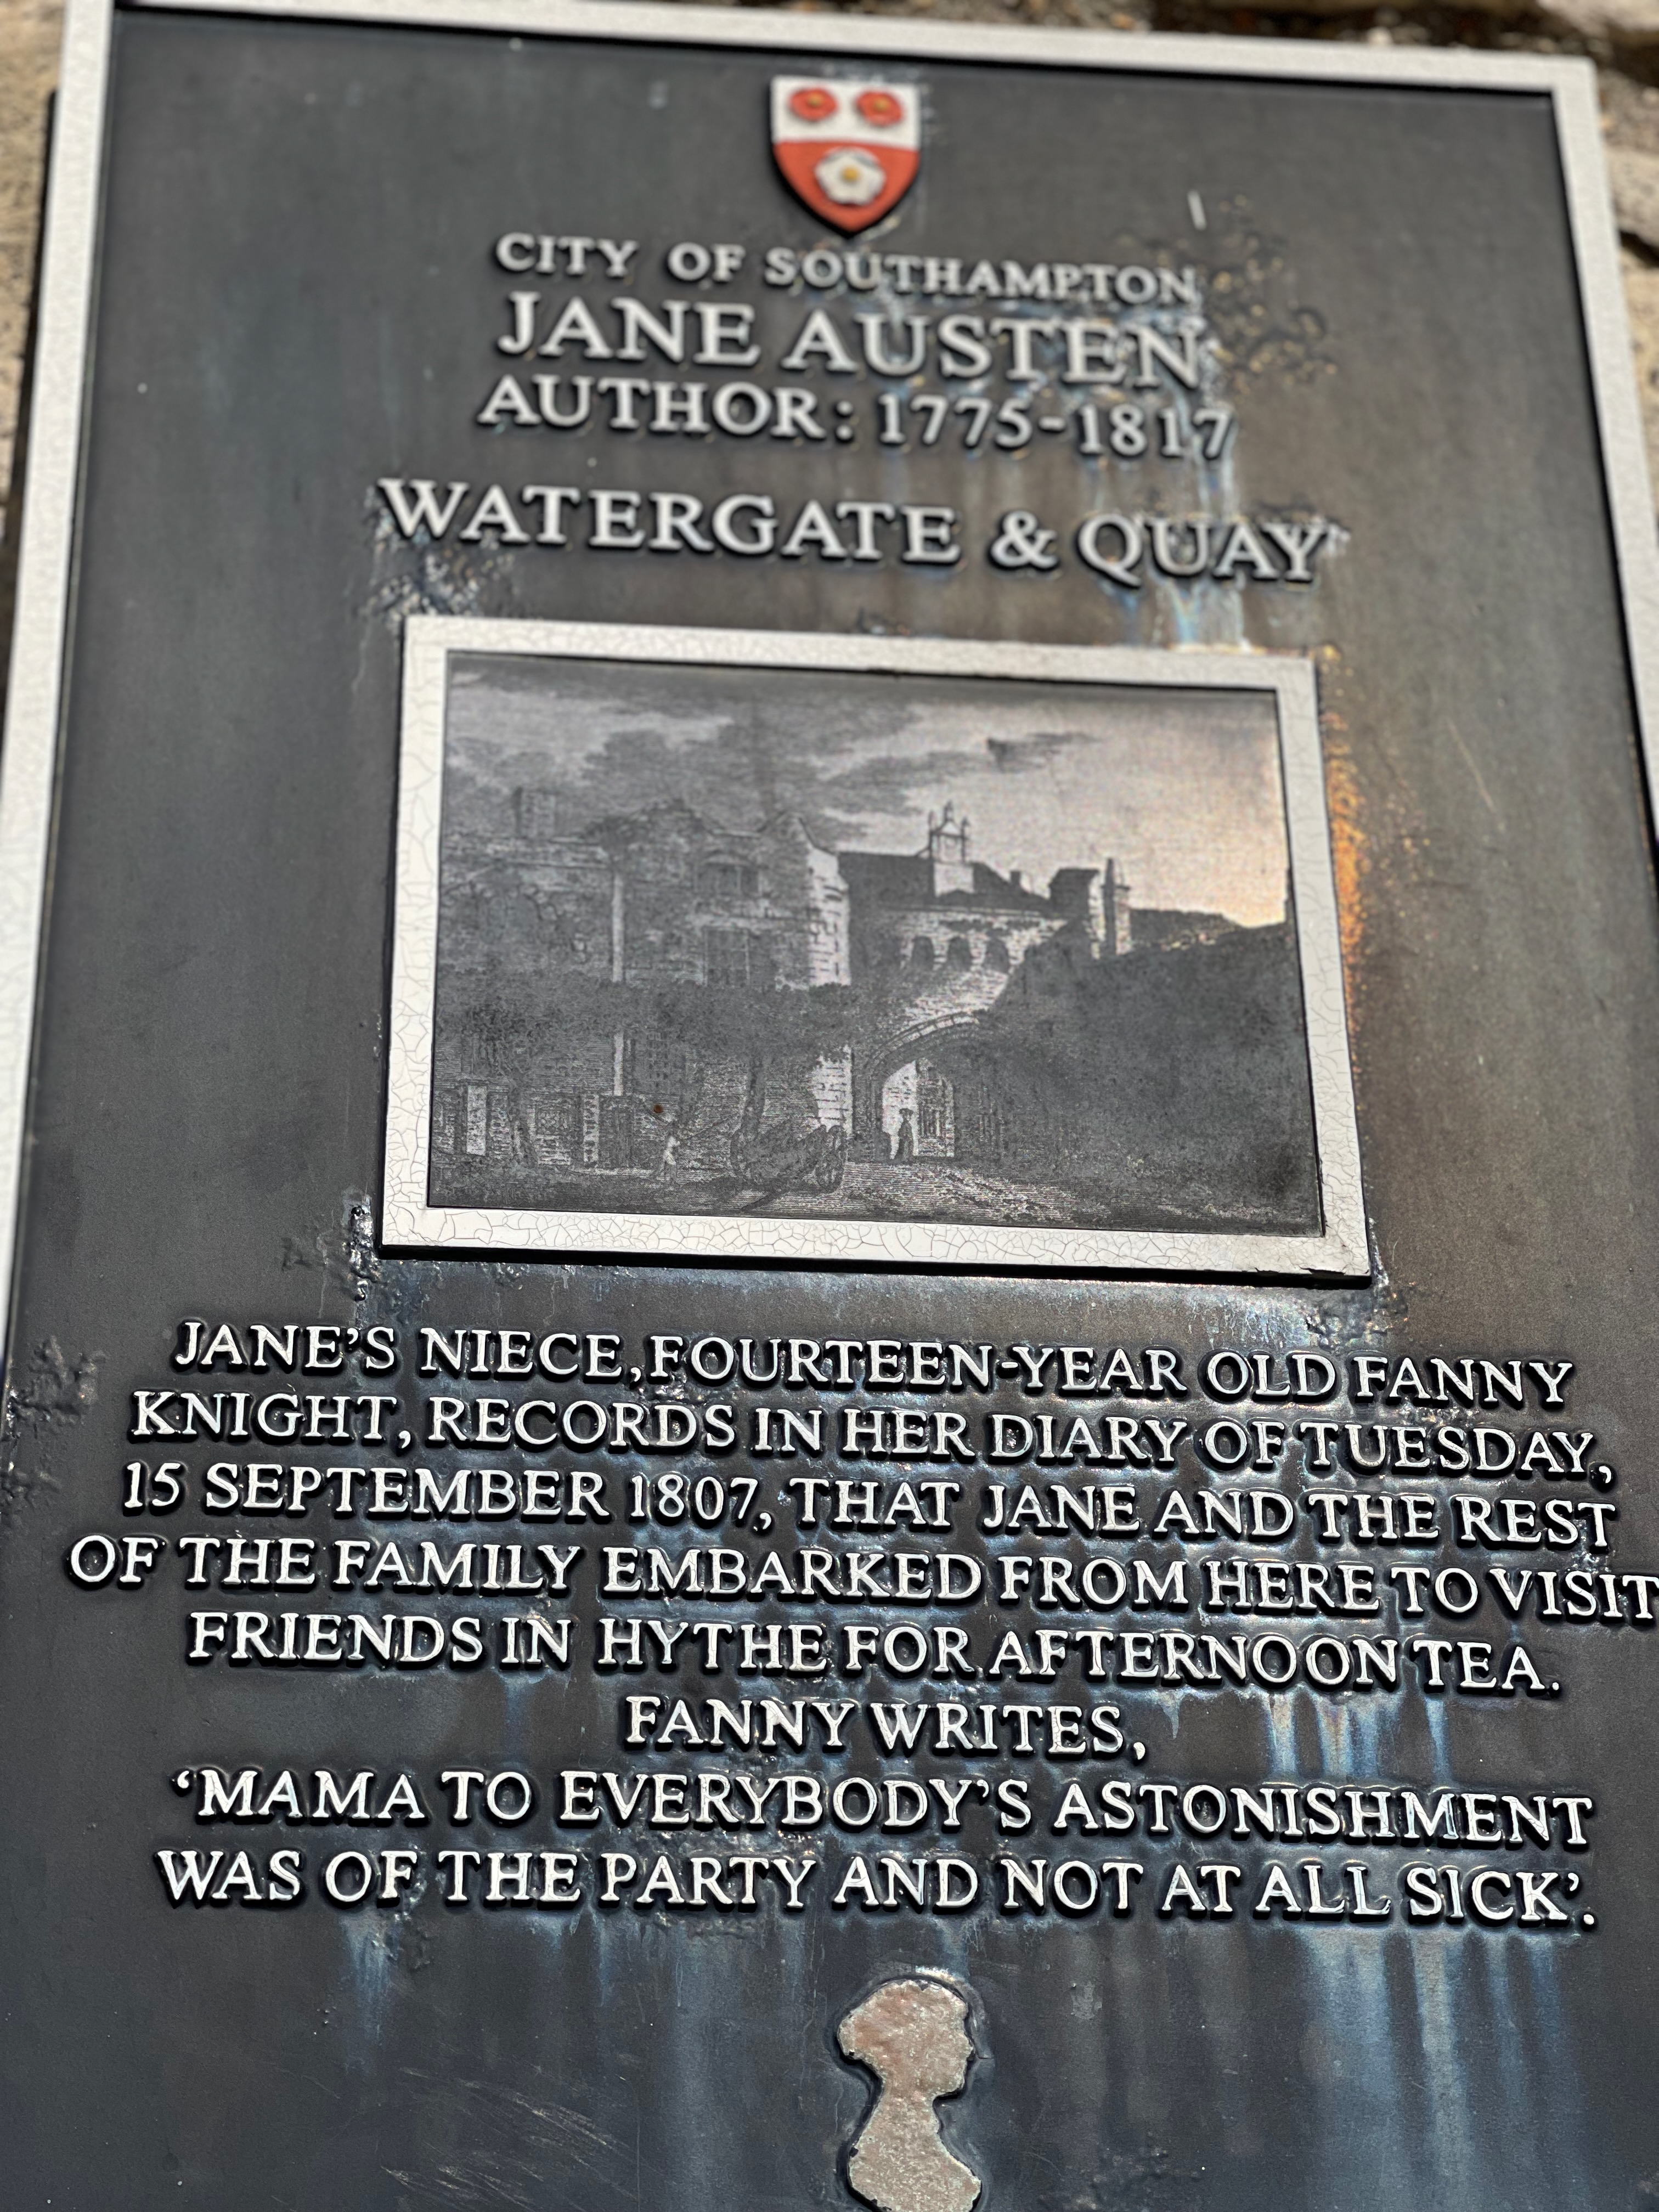 CITY OF SOUTHAMPTON
JANE AUSTEN
AUTHOR: 1775-1817
WATERGATE & QUAY
JANE'S NIECE, FOURTEEN-YEAR OLD FANNY
KNIGHT, RECORDS IN HER DIARY OF TUESDAY,
15 SEPTEMBER 1807, THAT JANE AND THE REST
OF THE FAMILY EMBARKED FROM HERE TO VISIT
FRIENDS IN HYTHE FOR AFTERNOON TEA.
FANNY WRITES,
‘MAMA TO EVERYBODY’S ASTONISHMENT
WAS OF THE PARTY AND NOT AT ALL SICK’.